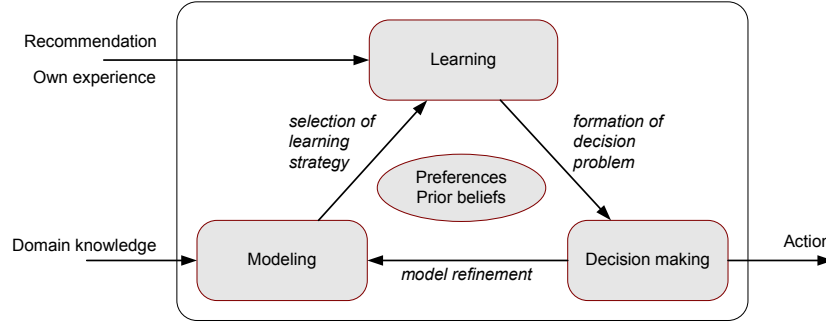 Recommendation
Own experience
Learning
selection of
learning
strategy
formation of
decision
problem
Preferences
Prior beliefs
Domain knowledge
Modeling
model refinement
Decision making
Action